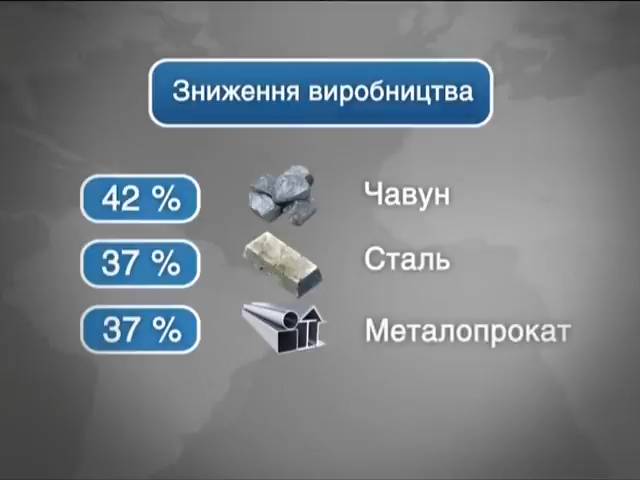 Зниження виробництва
42 % Чавун
37 % Сталь
37 % Металопрокат